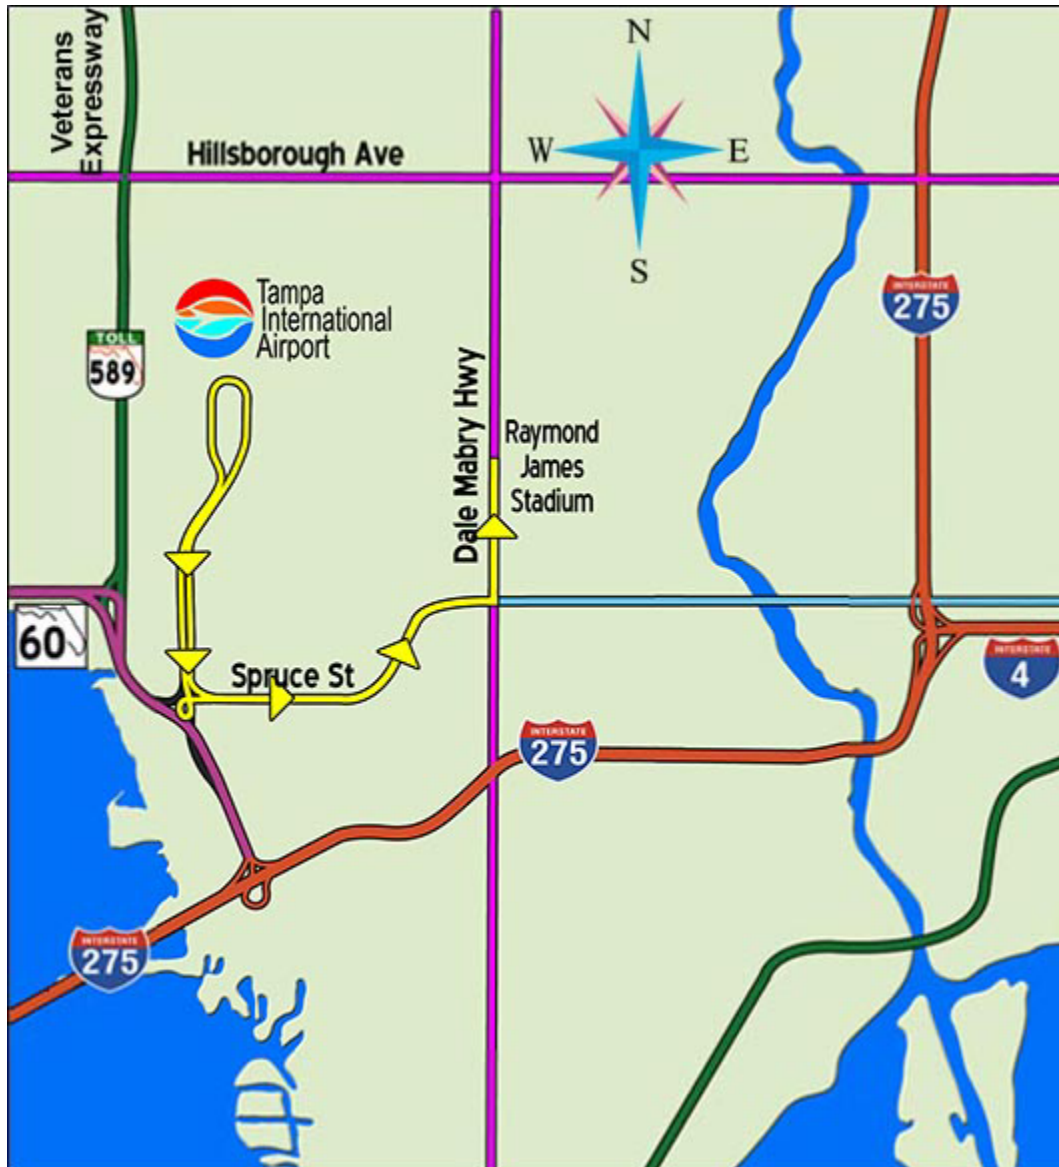 Veterans
Expressway
N
Hillsborough Ave
W
E
S
INTERSTATE
275
Tampa
International
Airport
TOLL
589
Dale Mabry Hwy
Raymond
James
Stadium
60
Spruce St
INTERSTATE
4
INTERSTATE
275
INTERSTATE
275